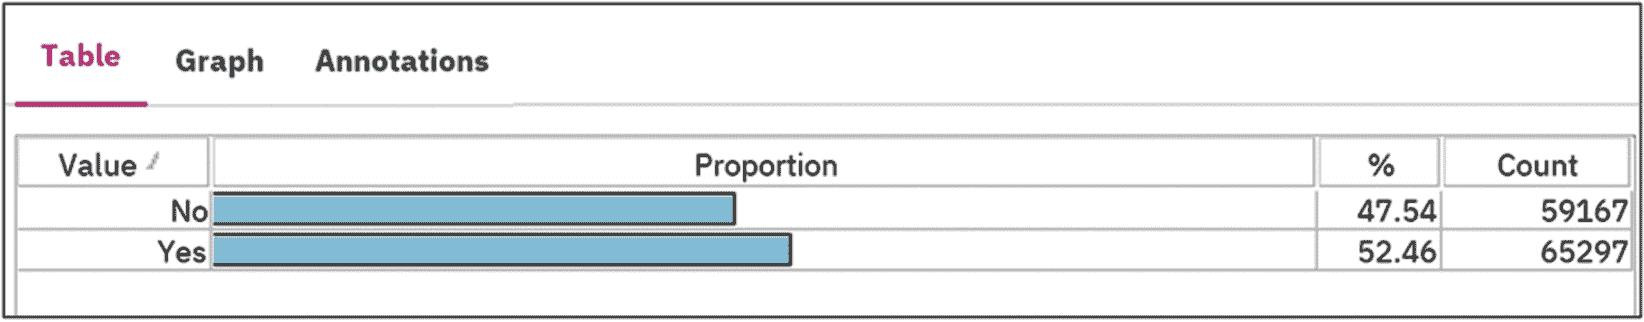 Table Graph Annotations
Value Proportion % Count
No 47.54 59167
Yes 52.46 65297